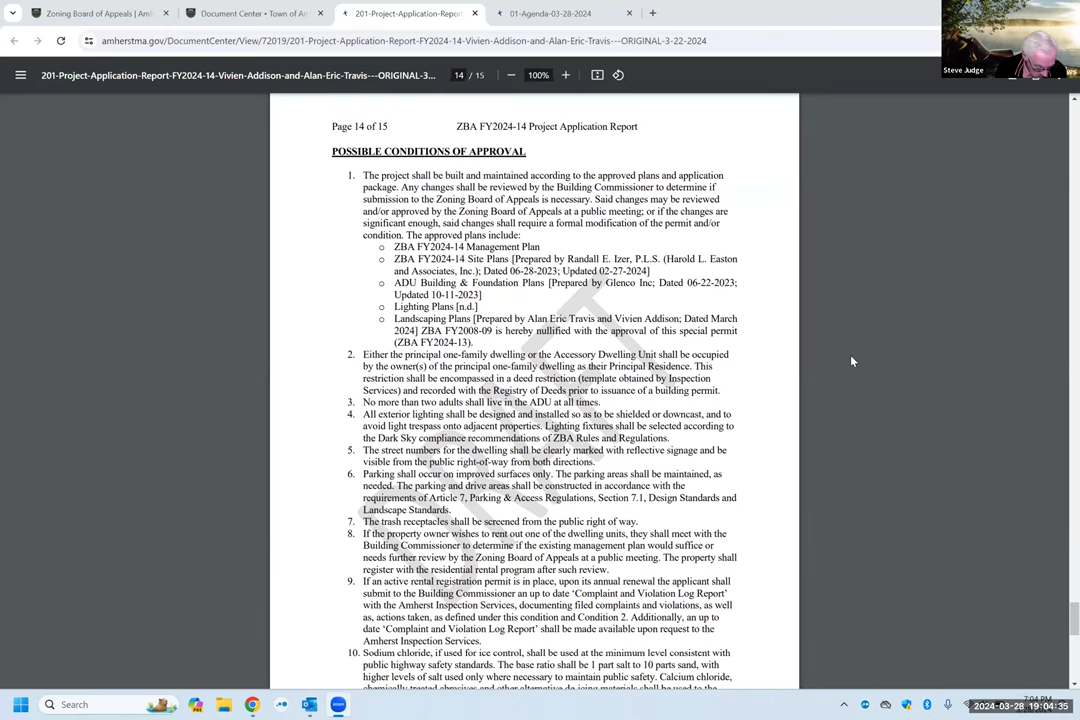 Zoning Board of Appeals | Amh
Document Center • Town of Am
201-Project-Application-Report-
01-Agenda-03-28-2024
amherstma.gov/DocumentCenter/View/72019/201-Project-Application-Report-FY2024-14-Vivien-Addison-and-Alan-Eric-Travis---ORIGINAL-3-22-2024
Steve Judge
201-Project-Application-Report-FY2024-14-Vivien-Addison-and-Alan-Eric-Travis---ORIGINAL-3...
14 / 15
100%
Page 14 of 15 ZBA FY2024-14 Project Application Report
POSSIBLE CONDITIONS OF APPROVAL
1. The project shall be built and maintained according to the approved plans and application
package. Any changes shall be reviewed by the Building Commissioner to determine if
submission to the Zoning Board of Appeals is necessary. Said changes may be reviewed
and/or approved by the Zoning Board of Appeals at a public meeting; or if the changes are
significant enough, said changes shall require a formal modification of the permit and/or
condition. The approved plans include:
o ZBA FY2024-14 Management Plan
o ZBA FY2024-14 Site Plans [Prepared by Randall E. Izer, P.L.S. (Harold L. Easton
and Associates, Inc.); Dated 06-28-2023; Updated 02-27-2024]
o ADU Building & Foundation Plans [Prepared by Glenco Inc; Dated 06-22-2023;
Updated 10-11-2023]
o Lighting Plans [n.d.]
o Landscaping Plans [Prepared by Alan Eric Travis and Vivien Addison; Dated March
2024] ZBA FY2008-09 is hereby nullified with the approval of this special permit
(ZBA FY2024-13).
2. Either the principal one-family dwelling or the Accessory Dwelling Unit shall be occupied
by the owner(s) of the principal one-family dwelling as their Principal Residence. This
restriction shall be encompassed in a deed restriction (template obtained by Inspection
Services) and recorded with the Registry of Deeds prior to issuance of a building permit.
3. No more than two adults shall live in the ADU at all times.
4. All exterior lighting shall be designed and installed so as to be shielded or downcast, and to
avoid light trespass onto adjacent properties. Lighting fixtures shall be selected according to
the Dark Sky compliance recommendations of ZBA Rules and Regulations.
5. The street numbers for the dwelling shall be clearly marked with reflective signage and be
visible from the public right-of-way from both directions.
6. Parking shall occur on improved surfaces only. The parking areas shall be maintained, as
needed. The parking and drive areas shall be constructed in accordance with the
requirements of Article 7, Parking & Access Regulations, Section 7.1, Design Standards and
Landscape Standards.
7. The trash receptacles shall be screened from the public right of way.
8. If the property owner wishes to rent out one of the dwelling units, they shall meet with the
Building Commissioner to determine if the existing management plan would suffice or
needs further review by the Zoning Board of Appeals at a public meeting. The property shall
register with the residential rental program after such review.
9. If an active rental registration permit is in place, upon its annual renewal the applicant shall
submit to the Building Commissioner an up to date ‘Complaint and Violation Log Report’
with the Amherst Inspection Services, documenting filed complaints and violations, as well
as, actions taken, as defined under this condition and Condition 2. Additionally, an up to
date ‘Complaint and Violation Log Report’ shall be made available upon request to the
Amherst Inspection Services.
10. Sodium chloride, if used for ice control, shall be used at the minimum level consistent with
public highway safety standards. The base ratio shall be 1 part salt to 10 parts sand, with
higher levels of salt used only where necessary to maintain public safety. Calcium chloride,
chemically treated abrasives and other alternative de-icing materials shall be used to the
DRAFT
Search
7:04 PM
2024-03-28 19:04:35